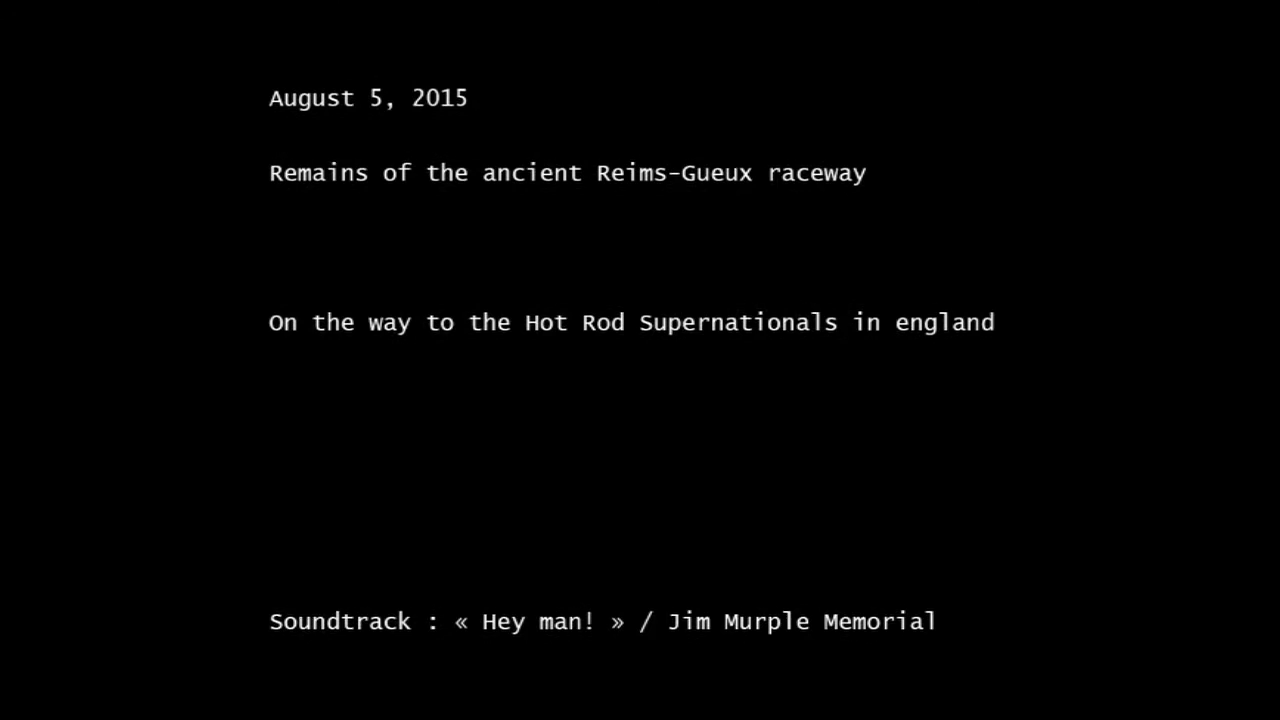 August 5, 2015
Remains of the ancient Reims-Gueux raceway
On the way to the Hot Rod Supernationals in england
Soundtrack : « Hey man! » / Jim Murple Memorial